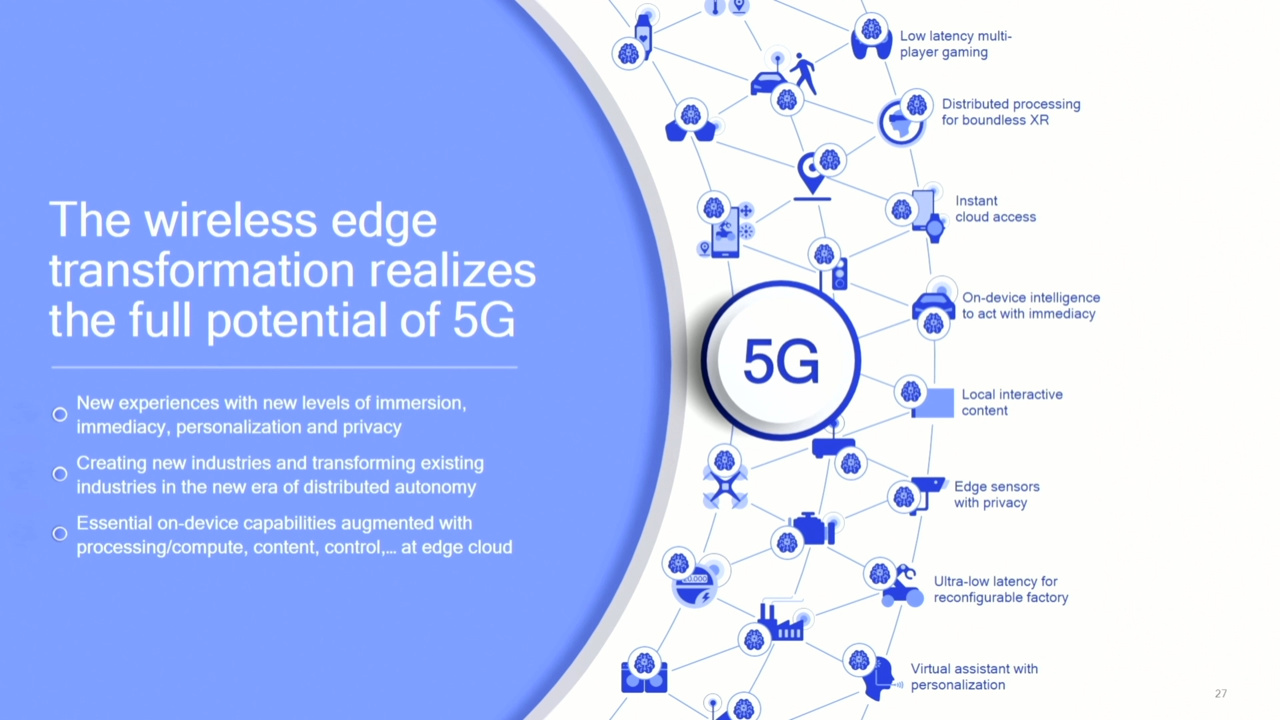 The wireless edge
transformation realizes
the full potential of 5G
New experiences with new levels of immersion,
immediacy, personalization and privacy
Creating new industries and transforming existing
industries in the new era of distributed autonomy
Essential on-device capabilities augmented with
processing/compute, content, control,... at edge cloud
5G
Low latency multi-
player gaming
Distributed processing
for boundless XR
Instant
cloud access
On-device intelligence
to act with immediacy
Local interactive
content
Edge sensors
with privacy
Ultra-low latency for
reconfigurable factory
Virtual assistant with
personalization
27